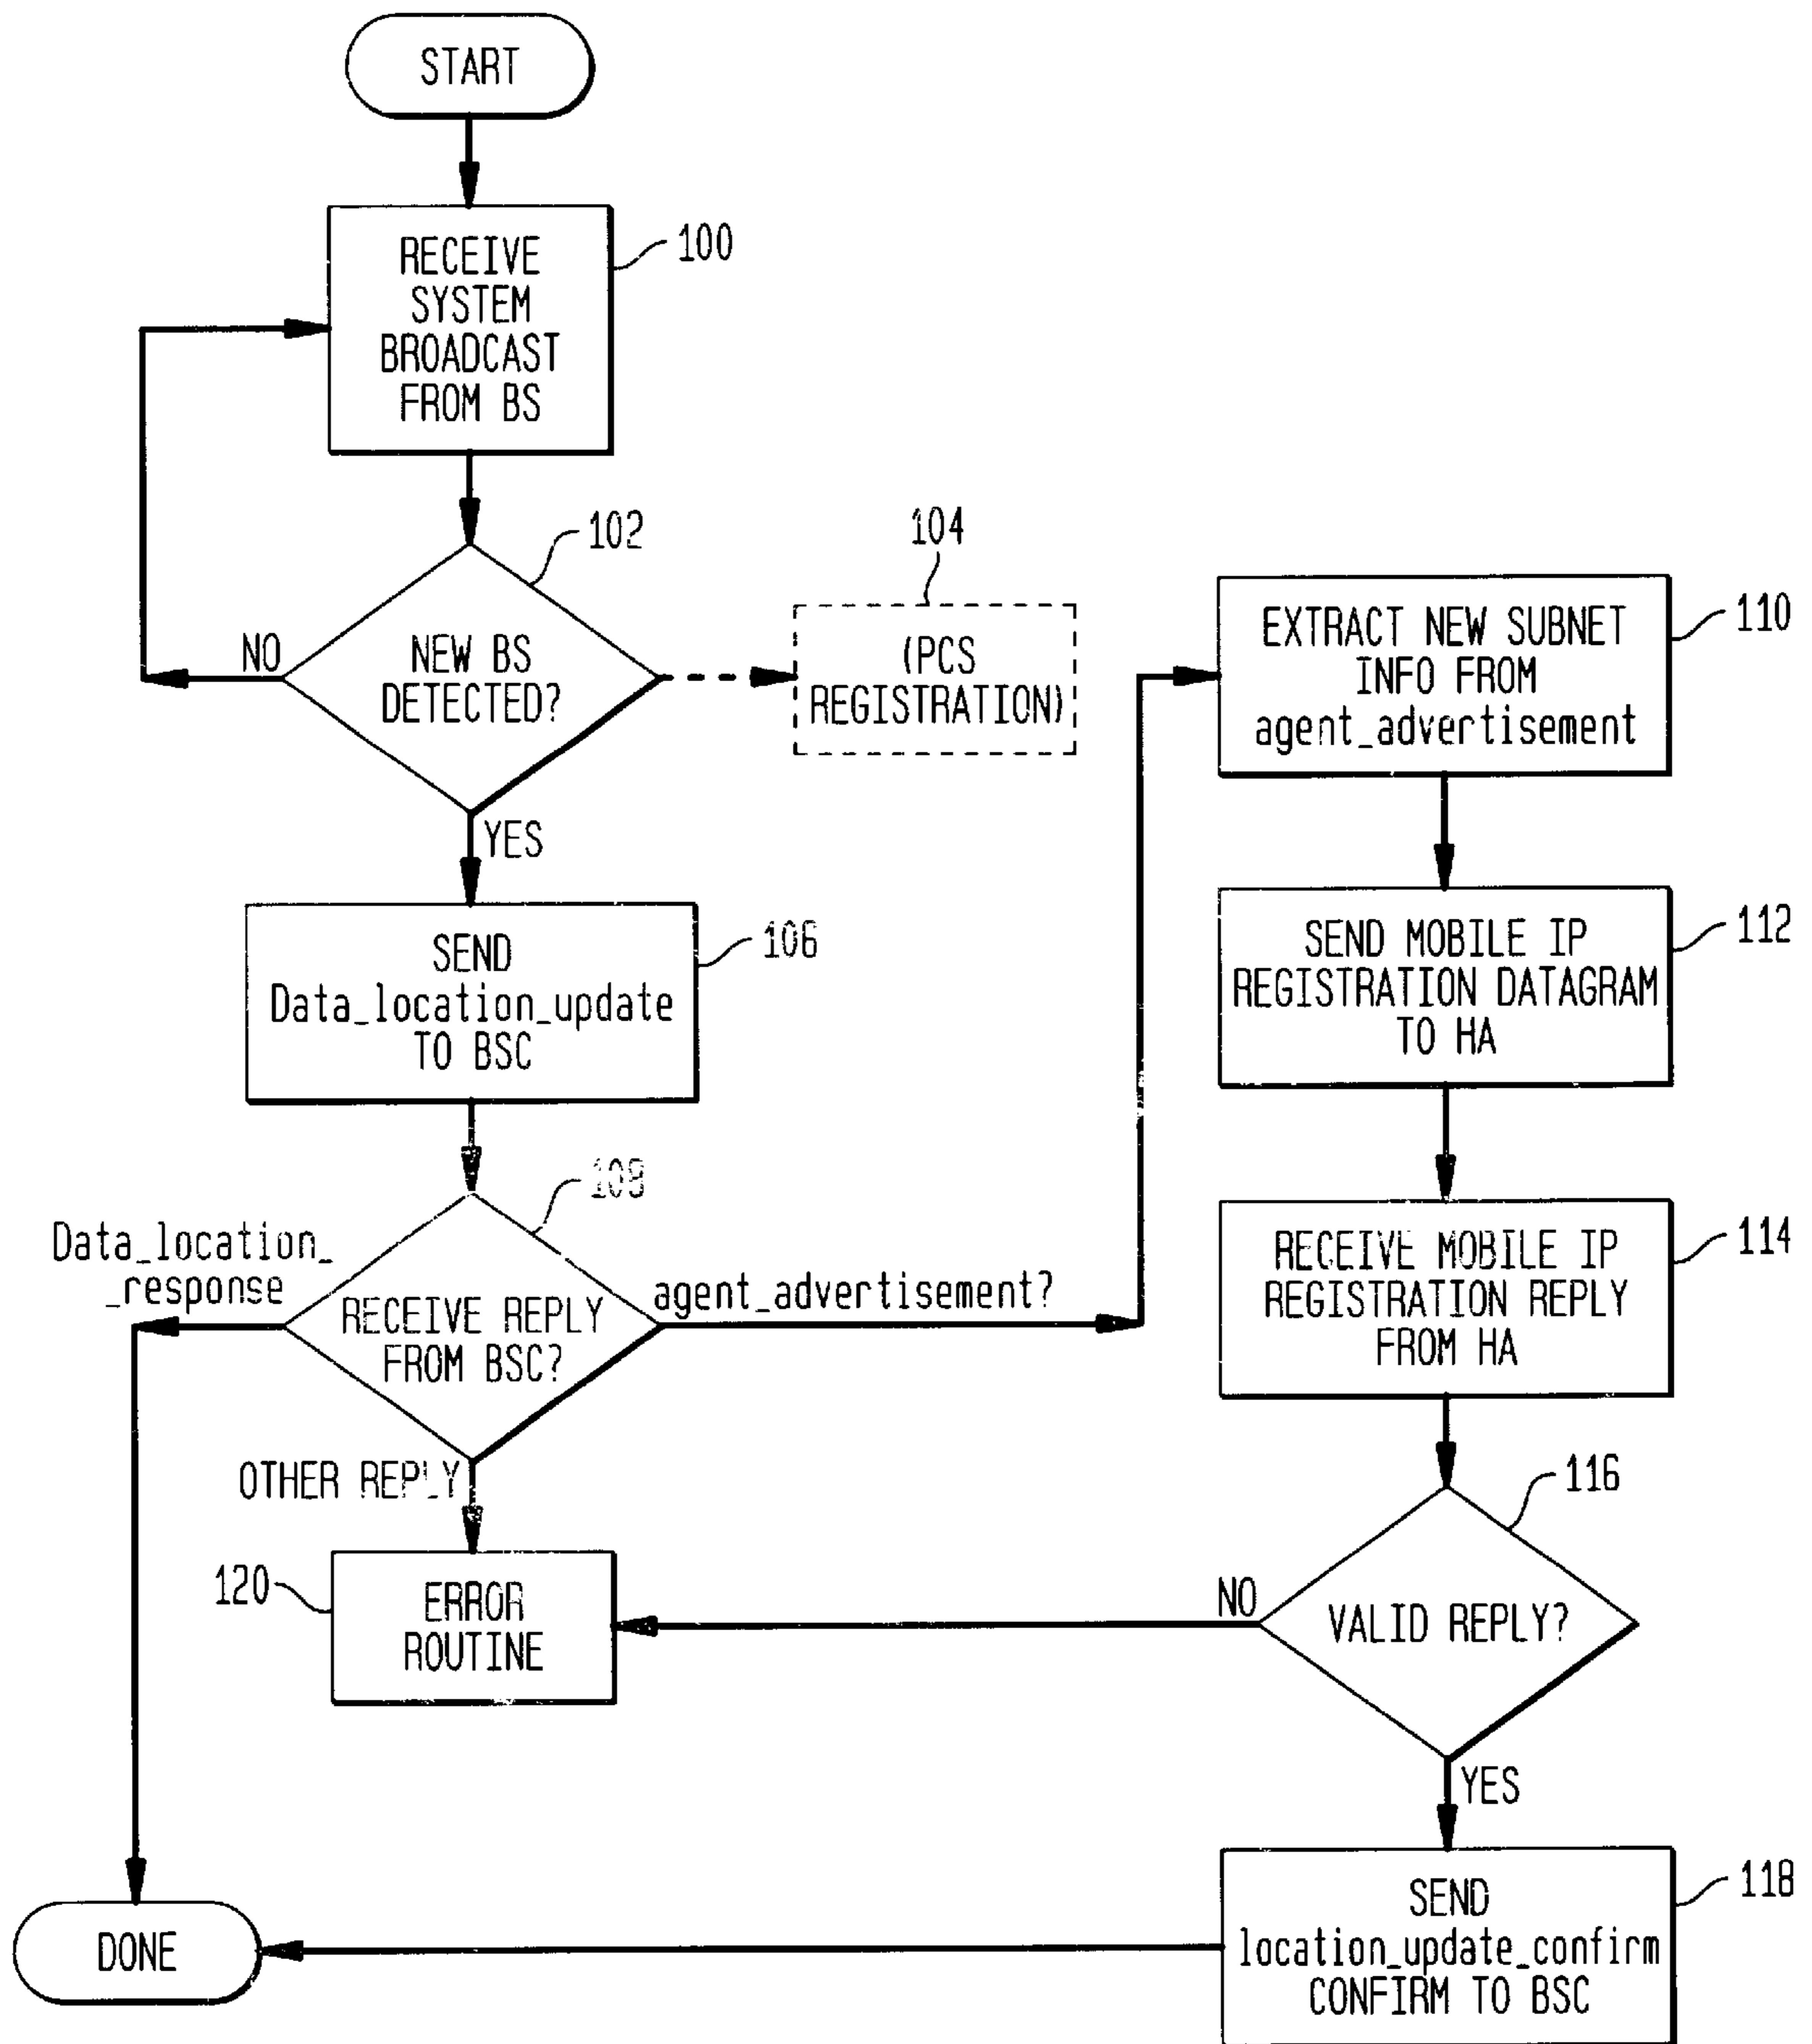 START
RECEIVE
SYSTEM
BROADCAST
FROM BS
100
102
NEW BS
DETECTED?
NO
YES
104
(PCS
REGISTRATION)
SEND
Data_location_update
TO BSC
106
108
RECEIVE REPLY
FROM BSC?
Data_location_
_response
agent_advertisement?
OTHER REPLY
120
ERROR
ROUTINE
DONE
EXTRACT NEW SUBNET
INFO FROM
agent_advertisement
110
SEND MOBILE IP
REGISTRATION DATAGRAM
TO HA
112
RECEIVE MOBILE IP
REGISTRATION REPLY
FROM HA
114
116
VALID REPLY?
NO
YES
SEND
location_update_confirm
CONFIRM TO BSC
118